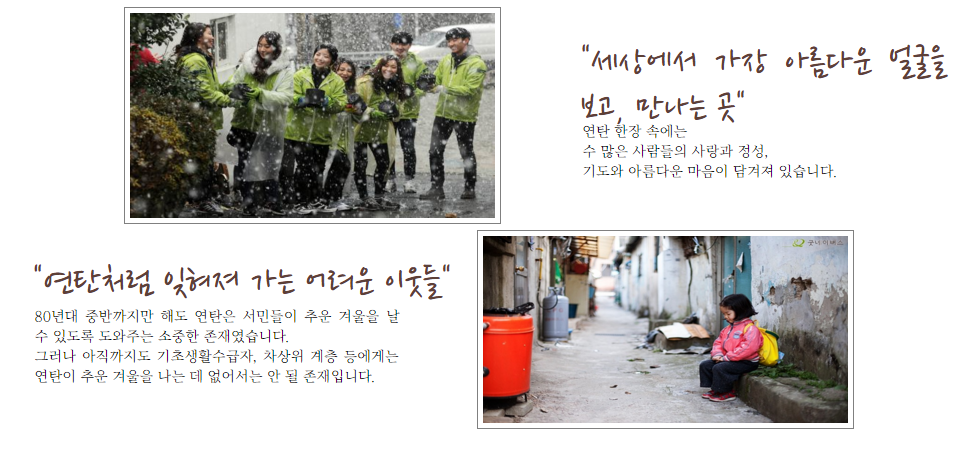 "세상에서 가장 아름다운 얼굴을
보고, 만나는 곳"
연탄 한장 속에는
수 많은 사람들의 사랑과 정성,
기도와 아름다운 마음이 담겨져 있습니다.
"연탄처럼 잊혀져 가는 어려운 이웃들"
80년대 중반까지만 해도 연탄은 서민들이 추운 겨울을 날
수 있도록 도와주는 소중한 존재였습니다.
그러나 아직까지도 기초생활수급자, 차상위 계층 등에게는
연탄이 추운 겨울을 나는 데 없어서는 안 될 존재입니다.